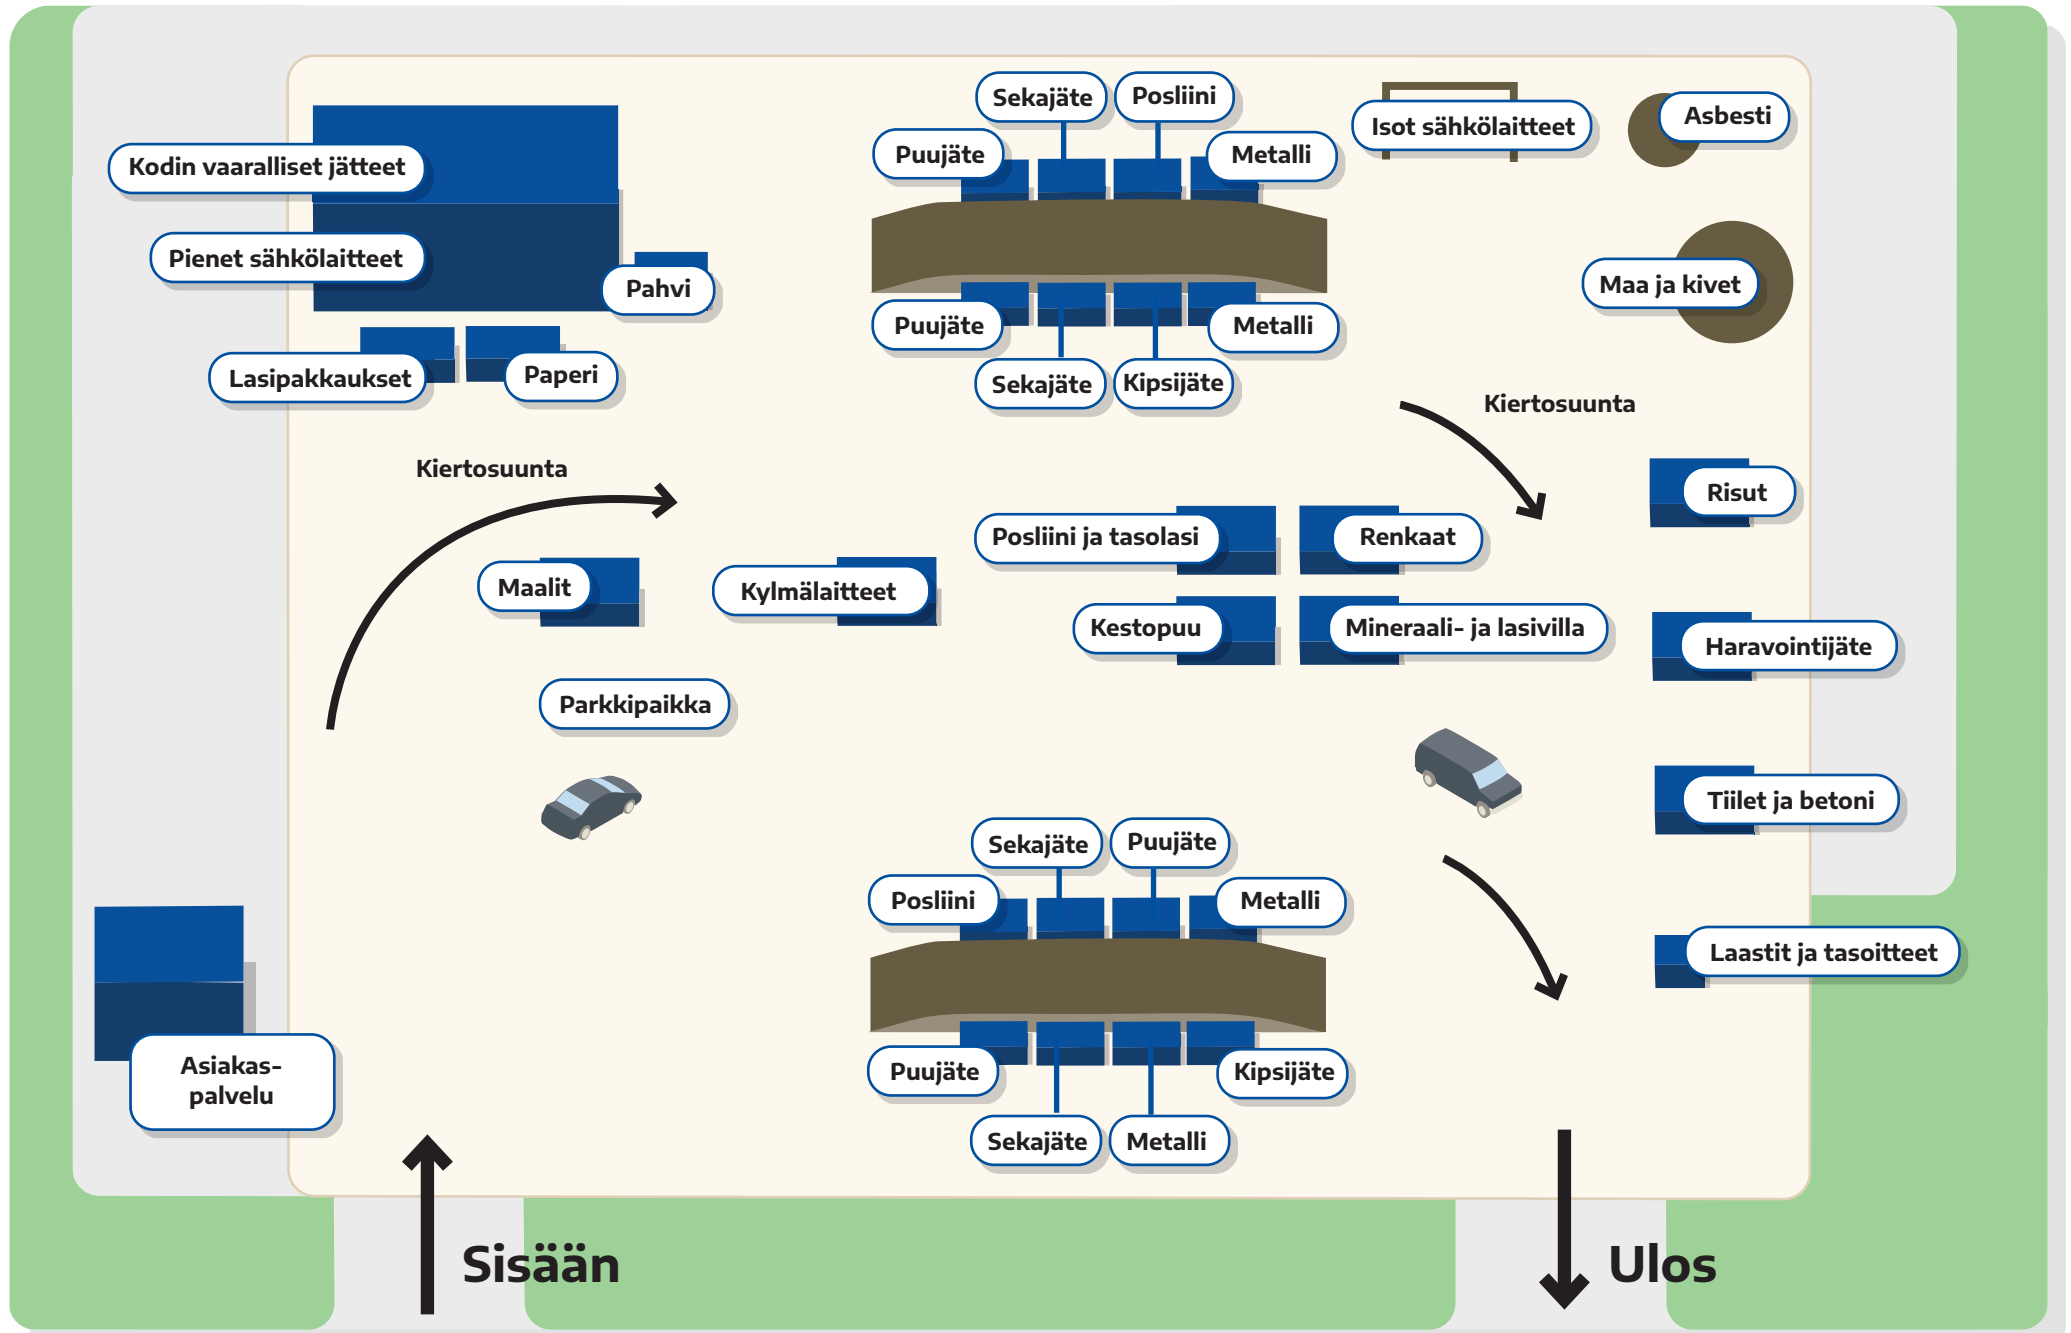 Sekajäte
Posliini
Puujäte
Metalli
Isot sähkölaitteet
Asbesti
Kodin vaaralliset jätteet
Pienet sähkölaitteet
Pahvi
Maa ja kivet
Puujäte
Metalli
Lasipakkaukset
Paperi
Sekajäte
Kipsijäte
Kiertosuunta
Kiertosuunta
Risut
Posliini ja tasolasi
Renkaat
Maalit
Kylmälaitteet
Kestopuu
Mineraali- ja lasivilla
Haravointijäte
Parkkipaikka
Tiilet ja betoni
Sekajäte
Puujäte
Posliini
Metalli
Laastit ja tasoitteet
Asiakas-
palvelu
Puujäte
Kipsijäte
Sekajäte
Metalli
Sisään
Ulos